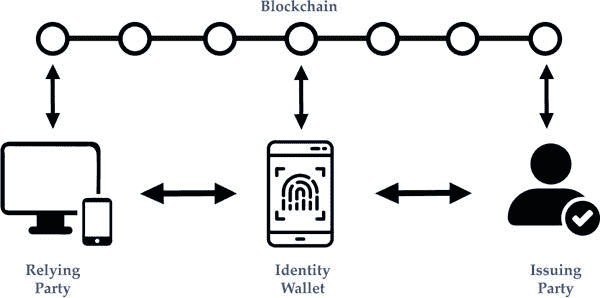 Blockchain
Relying
Party
Identity
Wallet
Issuing
Party